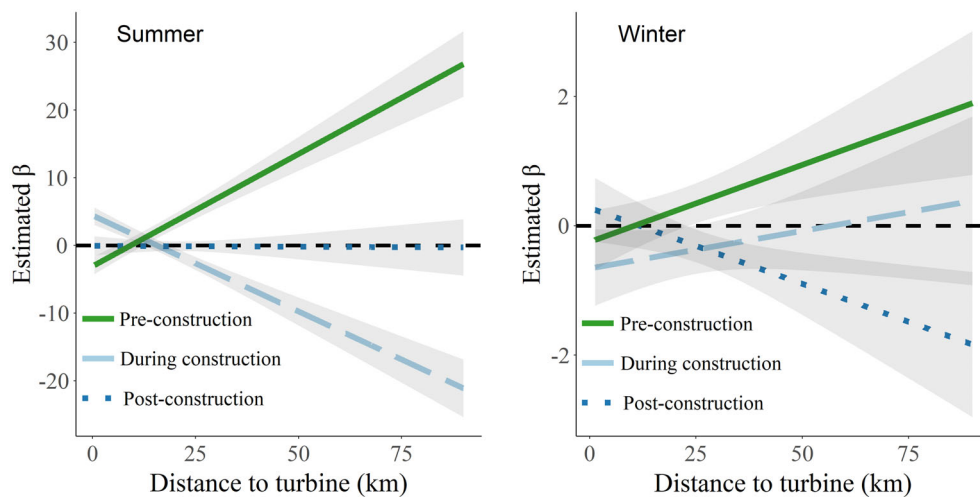 Summer
Estimated β
30
20
10
0
-10
-20
Pre-construction
During construction
Post-construction
0
25
50
75
Distance to turbine (km)
Winter
Estimated β
2
0
-2
Pre-construction
During construction
Post-construction
0
25
50
75
Distance to turbine (km)